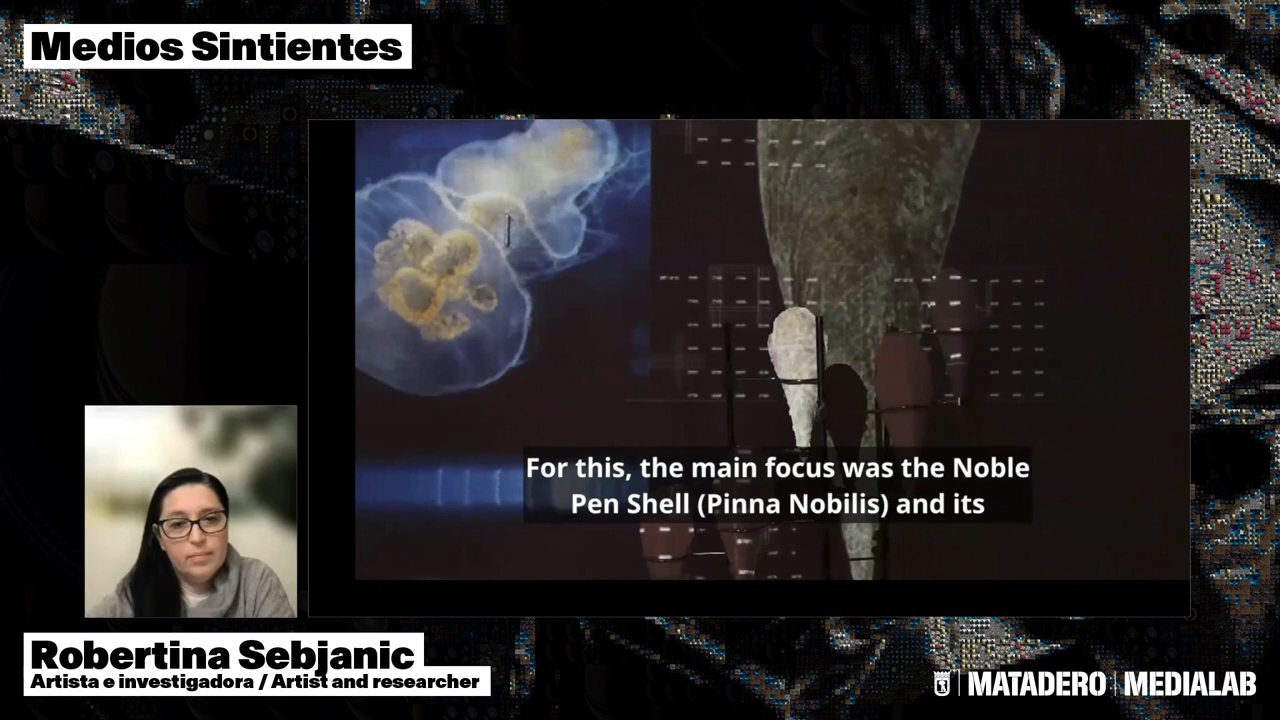 Medios Sintientes
For this, the main focus was the Noble
Pen Shell (Pinna Nobilis) and its
Robertina Sebjanic
Artista e investigadora / Artist and researcher
MATADERO | MEDIALAB